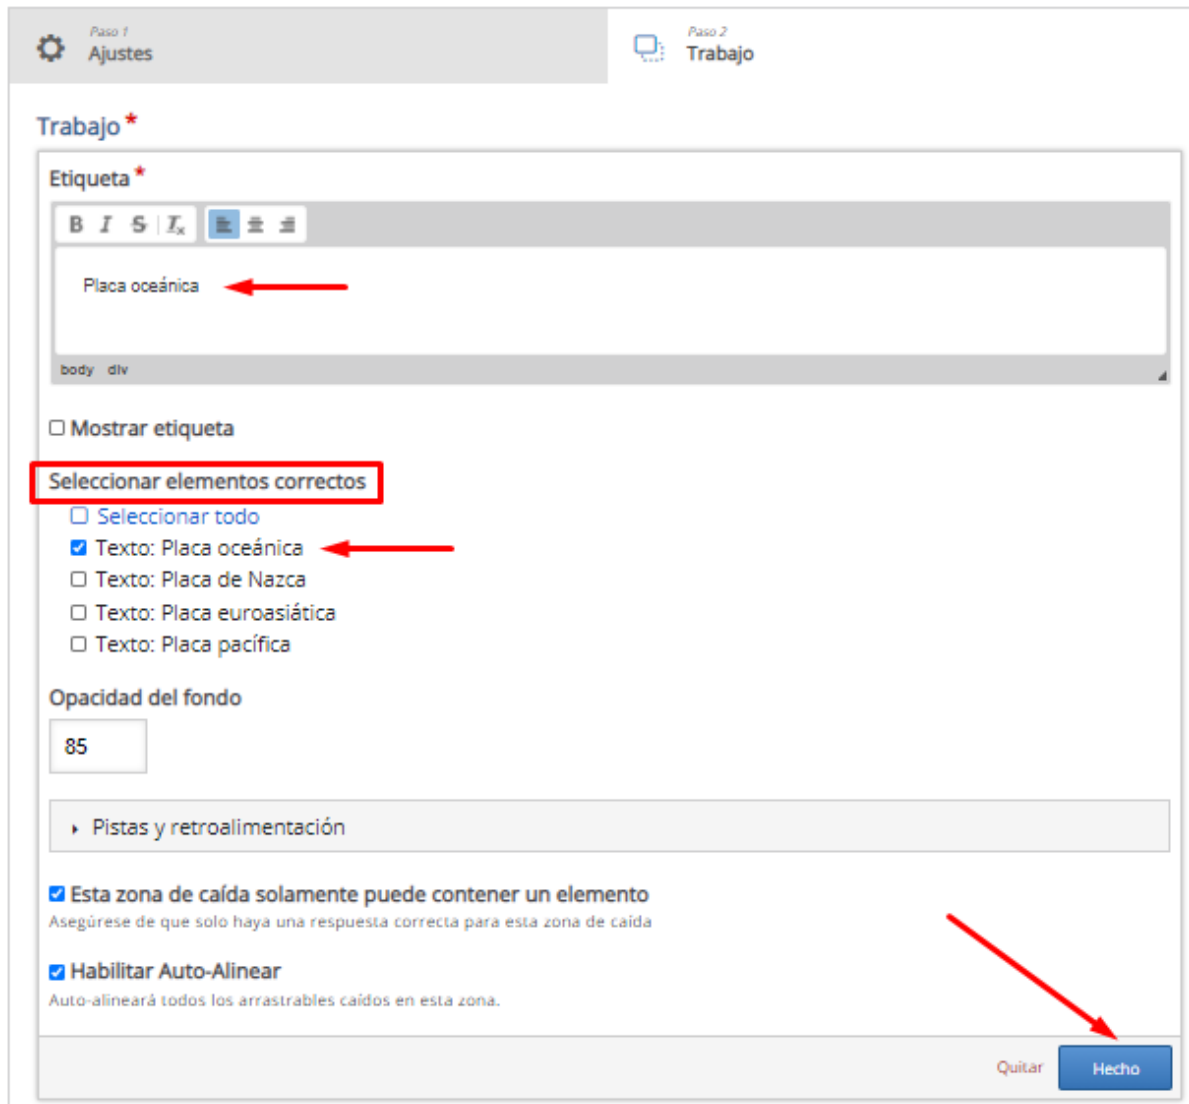 Paso 1
Ajustes
Paso 2
Trabajo
Trabajo *
Etiqueta *
B I S Tx
Placa oceánica
body div
Mostrar etiqueta
Seleccionar elementos correctos
Seleccionar todo
Texto: Placa oceánica
Texto: Placa de Nazca
Texto: Placa euroasiática
Texto: Placa pacífica
Opacidad del fondo
85
Pistas y retroalimentación
Esta zona de caída solamente puede contener un elemento
Asegúrese de que solo haya una respuesta correcta para esta zona de caída
Habilitar Auto-Alinear
Auto-alineará todos los arrastrables caídos en esta zona.
Quitar Hecho